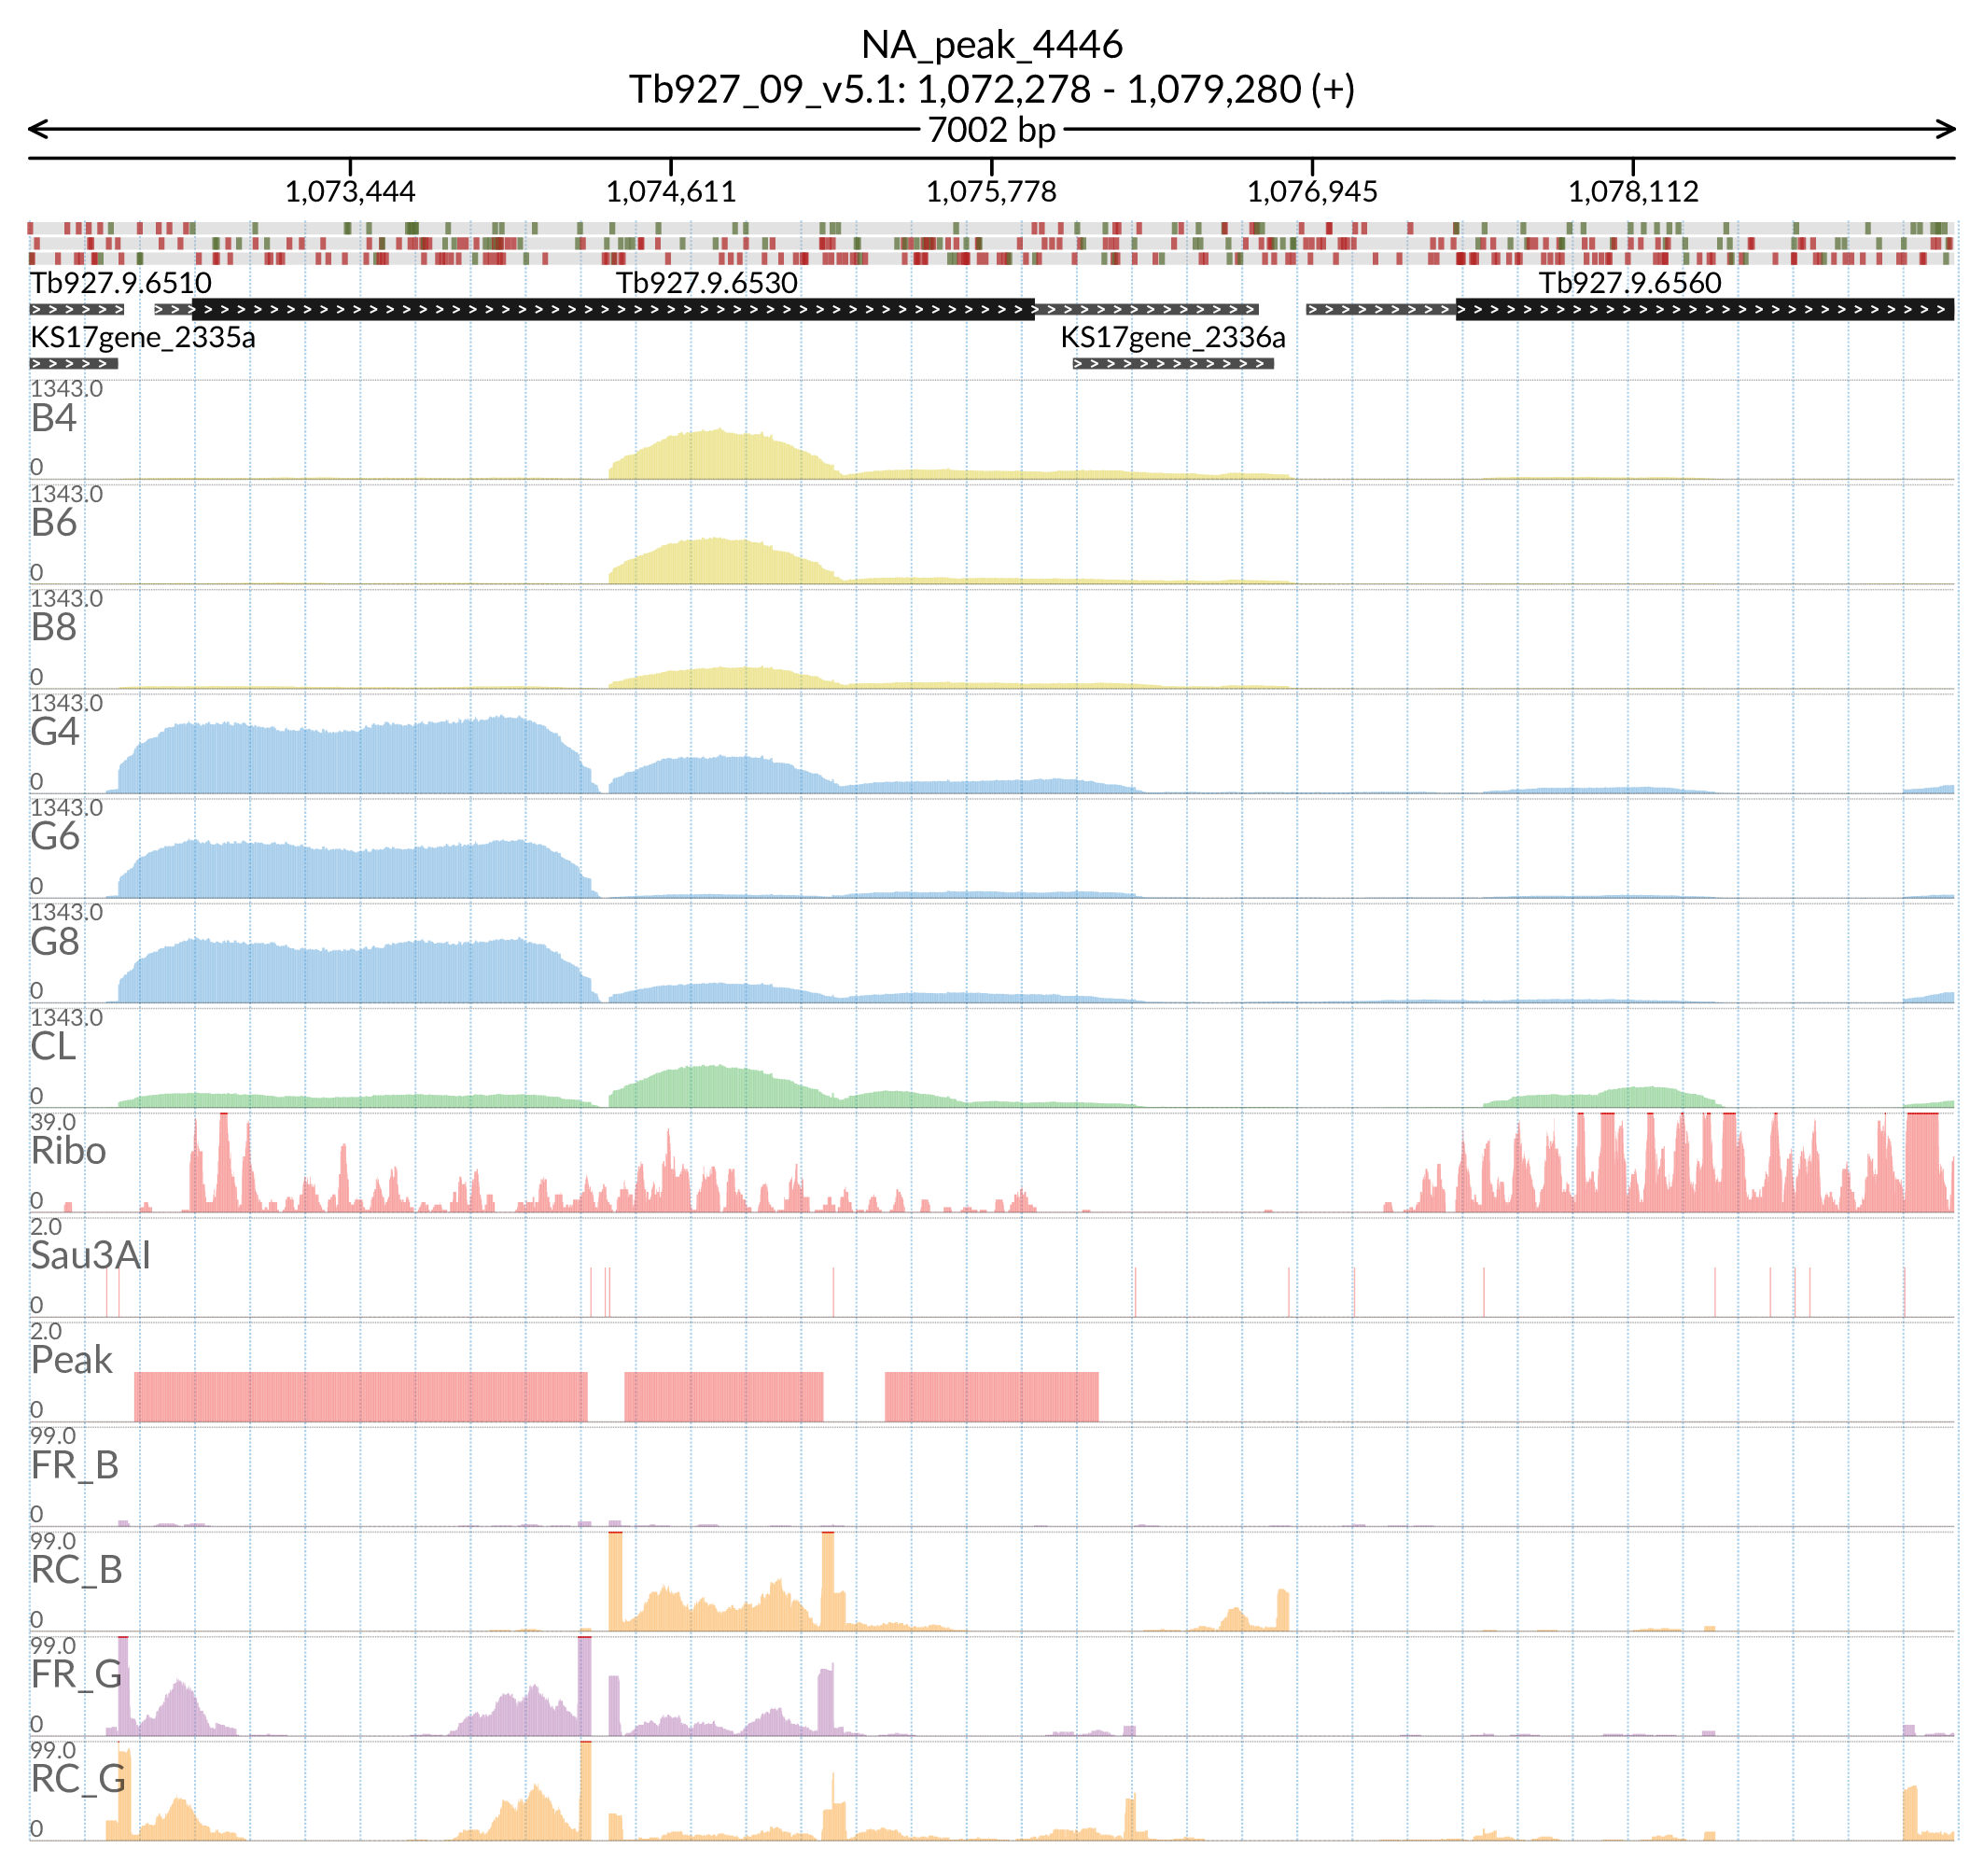 NA_peak_4446
Tb927_09_v5.1: 1,072,278 - 1,079,280 (+)
7002 bp
1,073,444 1,074,611 1,075,778 1,076,945 1,078,112
Tb927.9.6510 Tb927.9.6530 Tb927.9.6560
KS17gene_2335a KS17gene_2336a
1343.0
B4
0
1343.0
B6
0
1343.0
B8
0
1343.0
G4
0
1343.0
G6
0
1343.0
G8
0
1343.0
CL
0
39.0
Ribo
0
2.0
Sau3AI
0
2.0
Peak
0
99.0
FR_B
0
99.0
RC_B
0
99.0
FR_G
0
99.0
RC_G
0